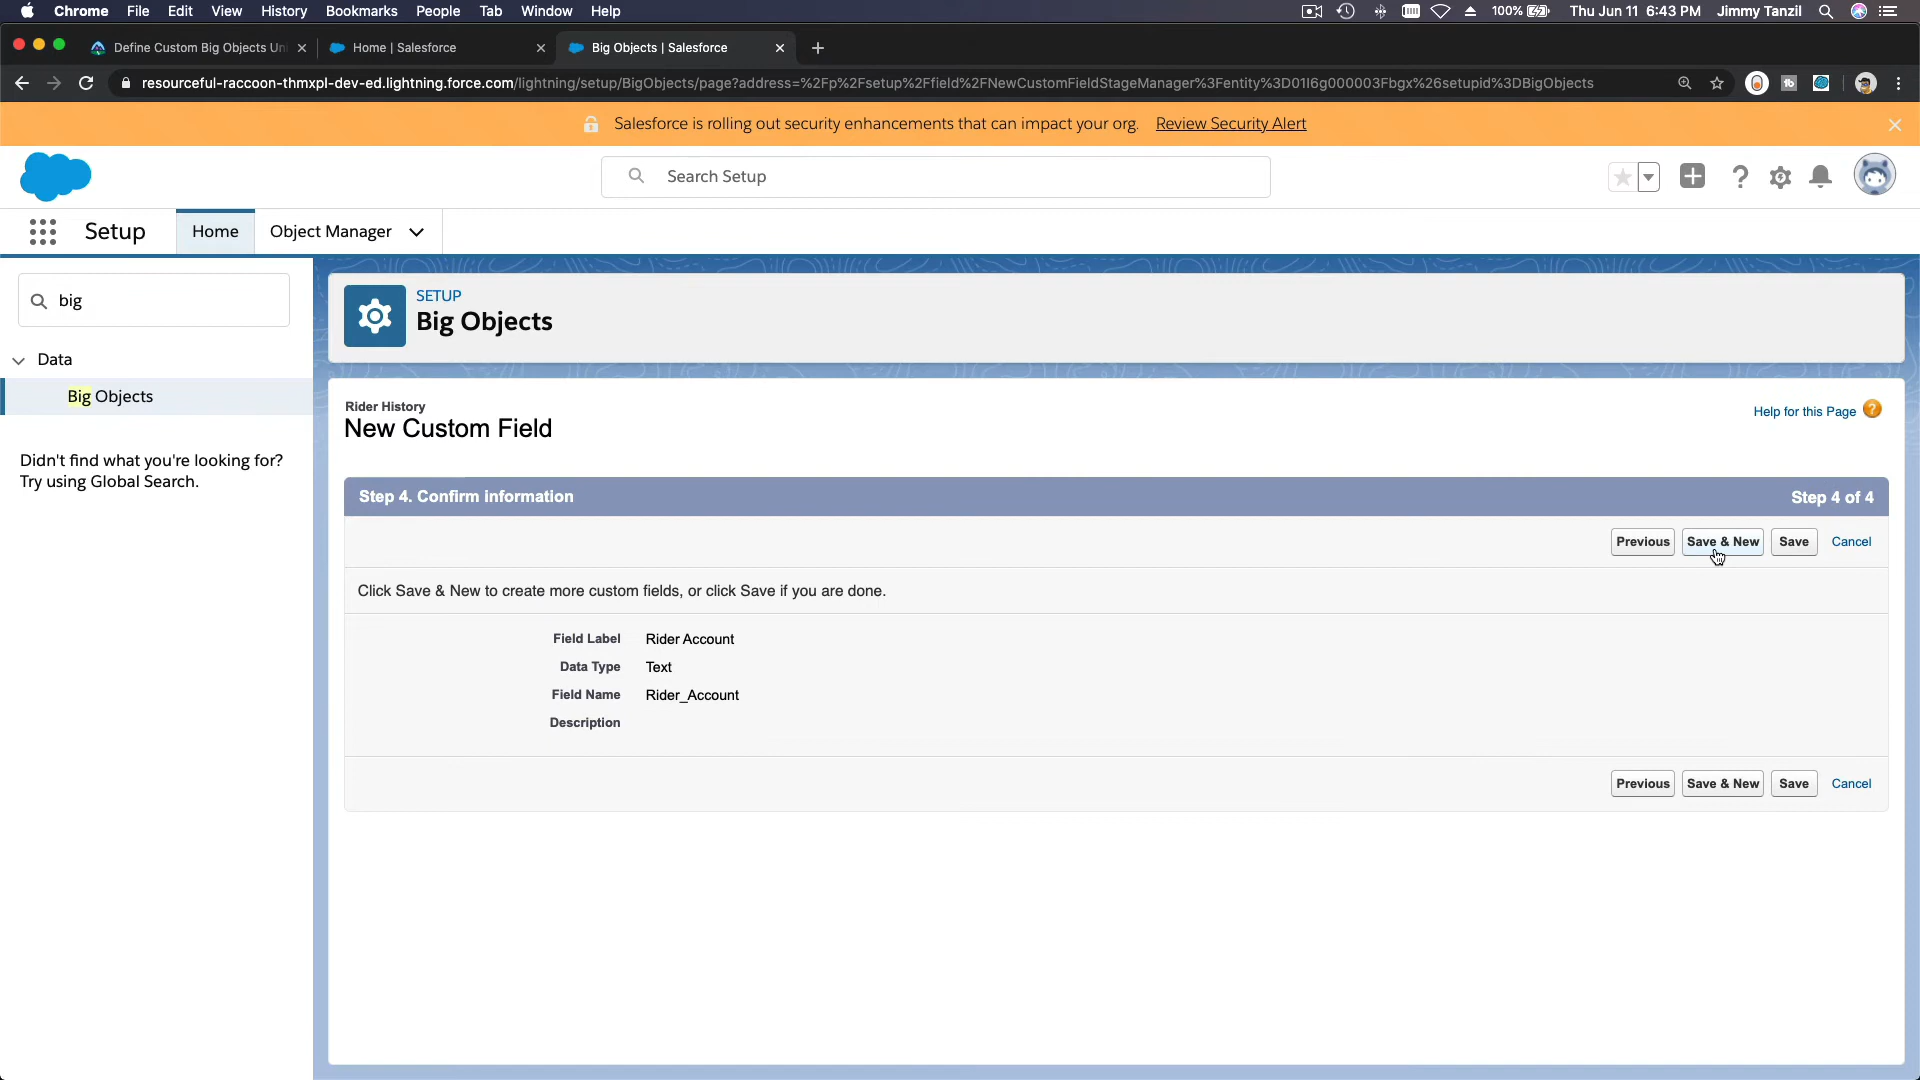 Chrome File Edit View History Bookmarks People Tab Window Help 100% Thu Jun 11 6:43 PM Jimmy Tanzil
Define Custom Big Objects Un Home | Salesforce Big Objects | Salesforce
resourceful-raccoon-thmxpl-dev-ed.lightning.force.com/lightning/setup/BigObjects/page?address=%2Fp%2Fsetup%2Ffield%2FNewCustomFieldStageManager%3Fentity%3D01I6g000003Fbgx%26setupid%3DBigObjects
Salesforce is rolling out security enhancements that can impact your org. Review Security Alert
Search Setup
Setup Home Object Manager
big
Data
Big Objects
Didn't find what you're looking for?
Try using Global Search.
SETUP
Big Objects
Rider History
New Custom Field
Help for this Page ?
Step 4. Confirm information Step 4 of 4
Previous Save & New Save Cancel
Click Save & New to create more custom fields, or click Save if you are done.
Field Label Rider Account
Data Type Text
Field Name Rider_Account
Description
Previous Save & New Save Cancel